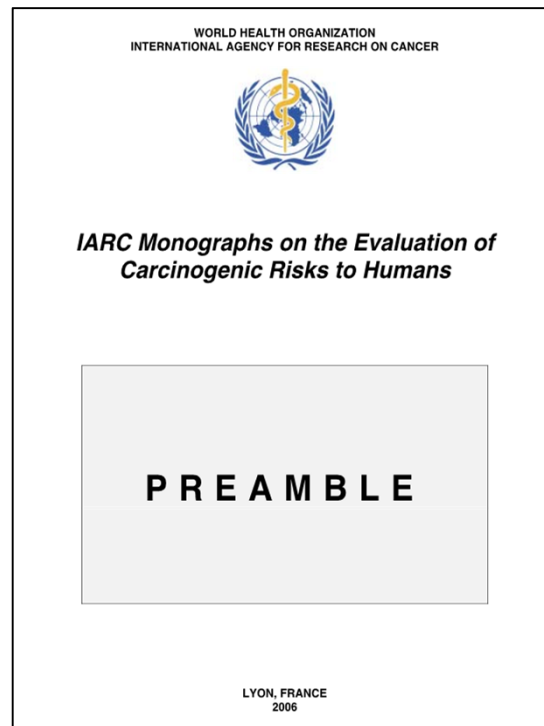 WORLD HEALTH ORGANIZATION
INTERNATIONAL AGENCY FOR RESEARCH ON CANCER
IARC Monographs on the Evaluation of
Carcinogenic Risks to Humans
PREAMBLE
LYON, FRANCE
2006